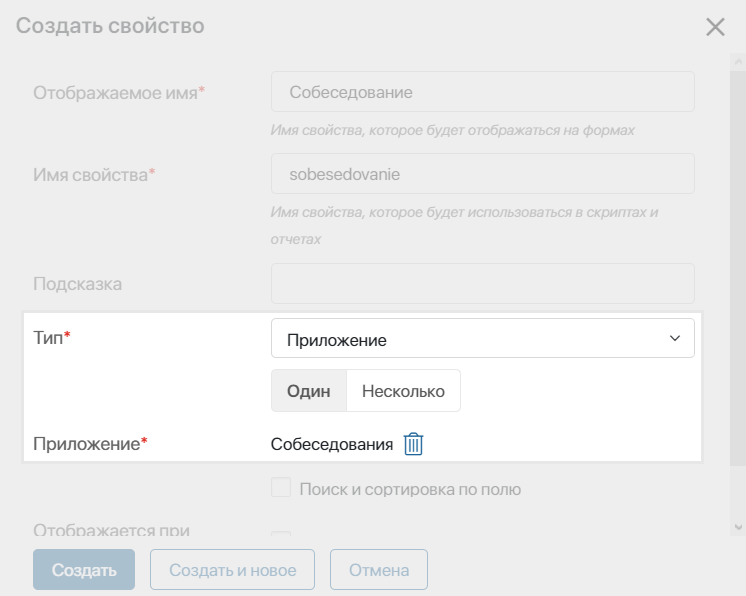 Создать свойство
Отображаемое имя*
Собеседование
Имя свойства, которое будет отображаться на формах
Имя свойства*
sobesedovanie
Имя свойства, которое будет использоваться в скриптах и
отчетах
Подсказка
Тип*
Приложение
Один Несколько
Приложение*
Собеседования
Поиск и сортировка по полю
Отображается при
Создать Создать и новое Отмена